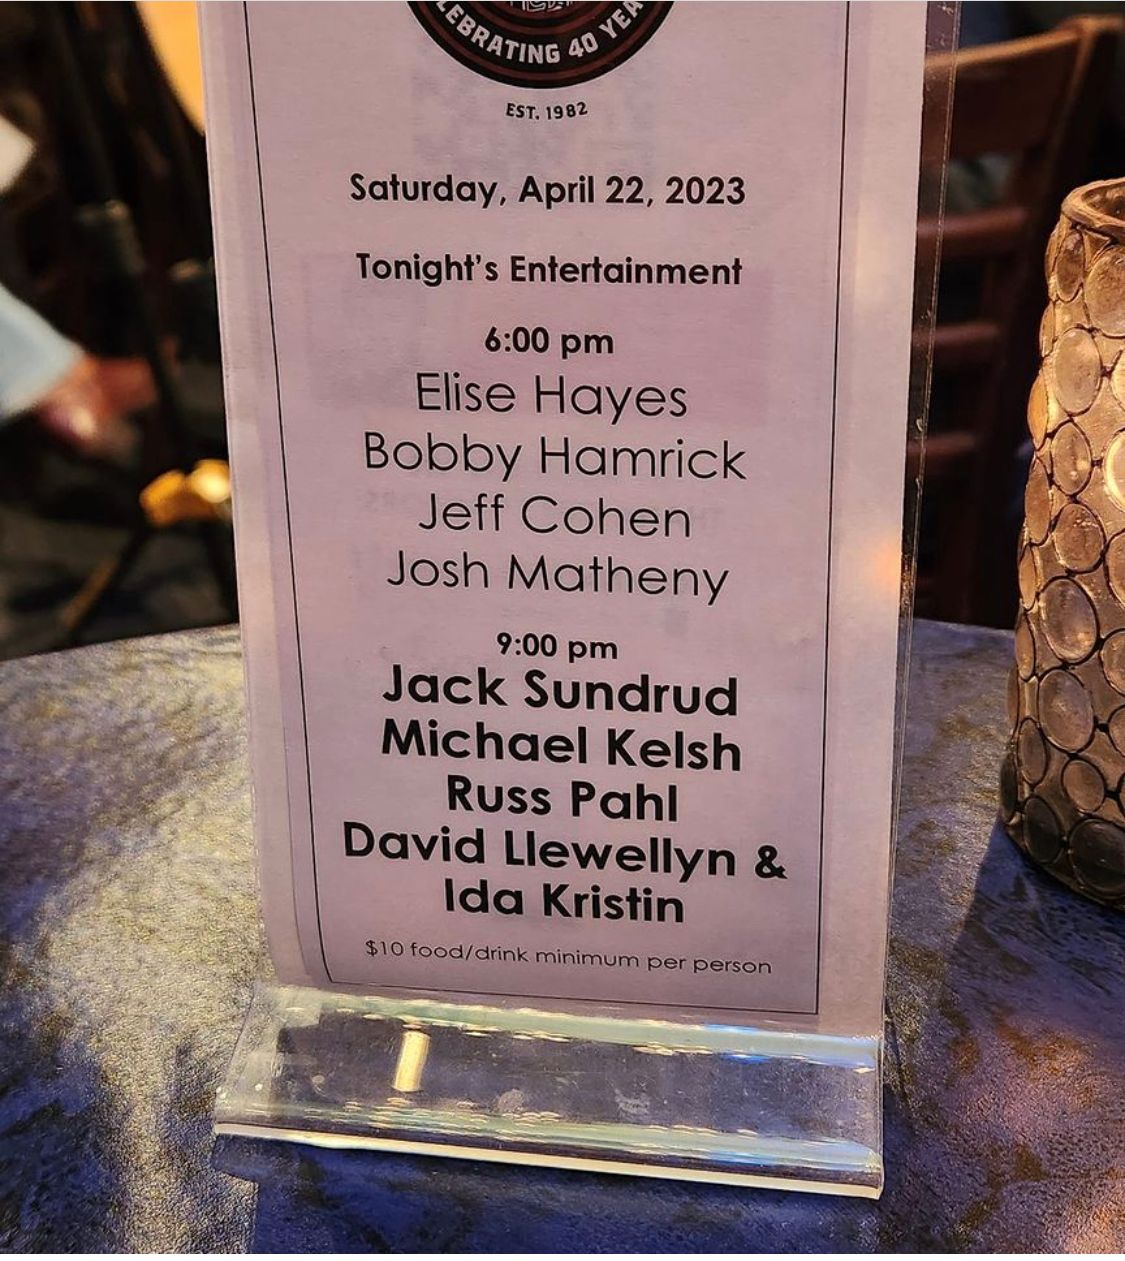 LEBRATING 40 YEA
EST. 1982
Saturday, April 22, 2023
Tonight's Entertainment
6:00 pm
Elise Hayes
Bobby Hamrick
Jeff Cohen
Josh Matheny
9:00 pm
Jack Sundrud
Michael Kelsh
Russ Pahl
David Llewellyn &
Ida Kristin
$10 food/drink minimum per person